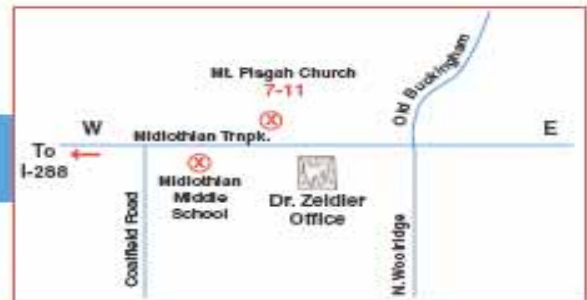 Mt. Pisgah Church
7-11
Old Buckingham
W
E
Midlothian Trnpk.
To
I-288
Midlothian
Middle
School
Dr. Zeidler
Office
Coalfield Road
N. Woolridge